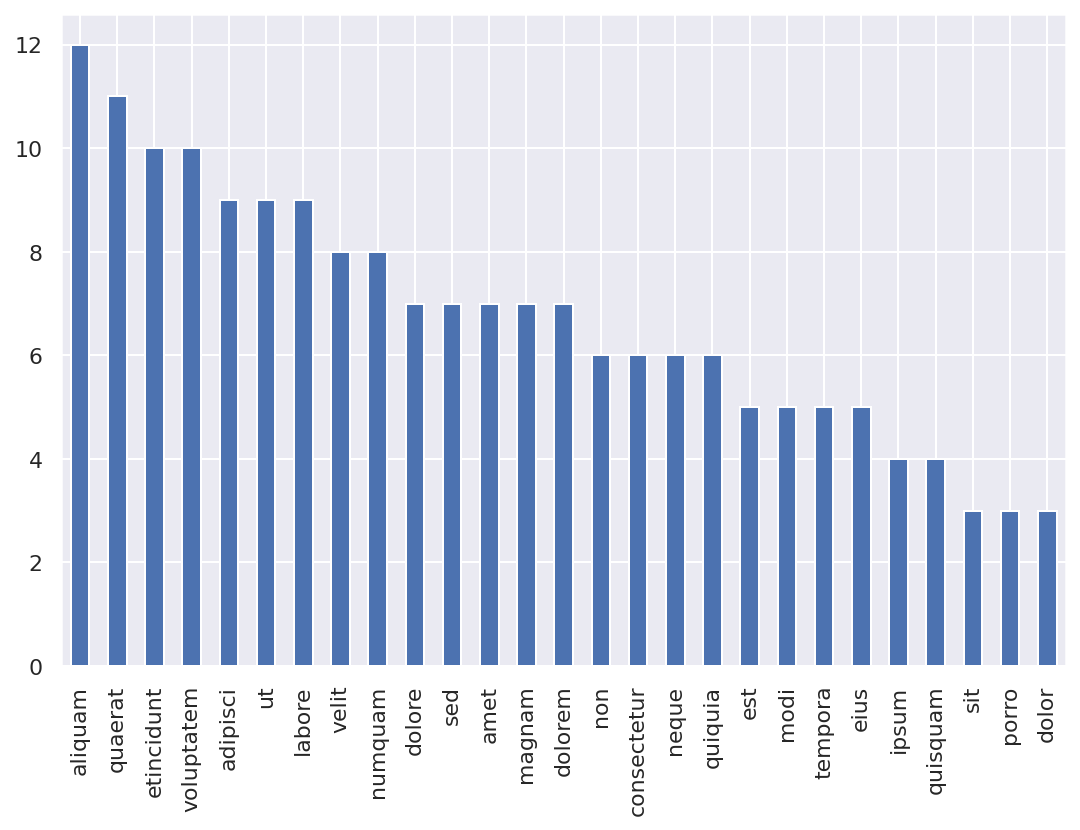 12
10
8
6
4
2
0
aliquam
quaerat
etincidunt
voluptatem
adipisci
ut
labore
velit
numquam
dolore
sed
amet
magnam
dolorem
non
consectetur
neque
quiquia
est
modi
tempora
eius
ipsum
quisquam
sit
porro
dolor